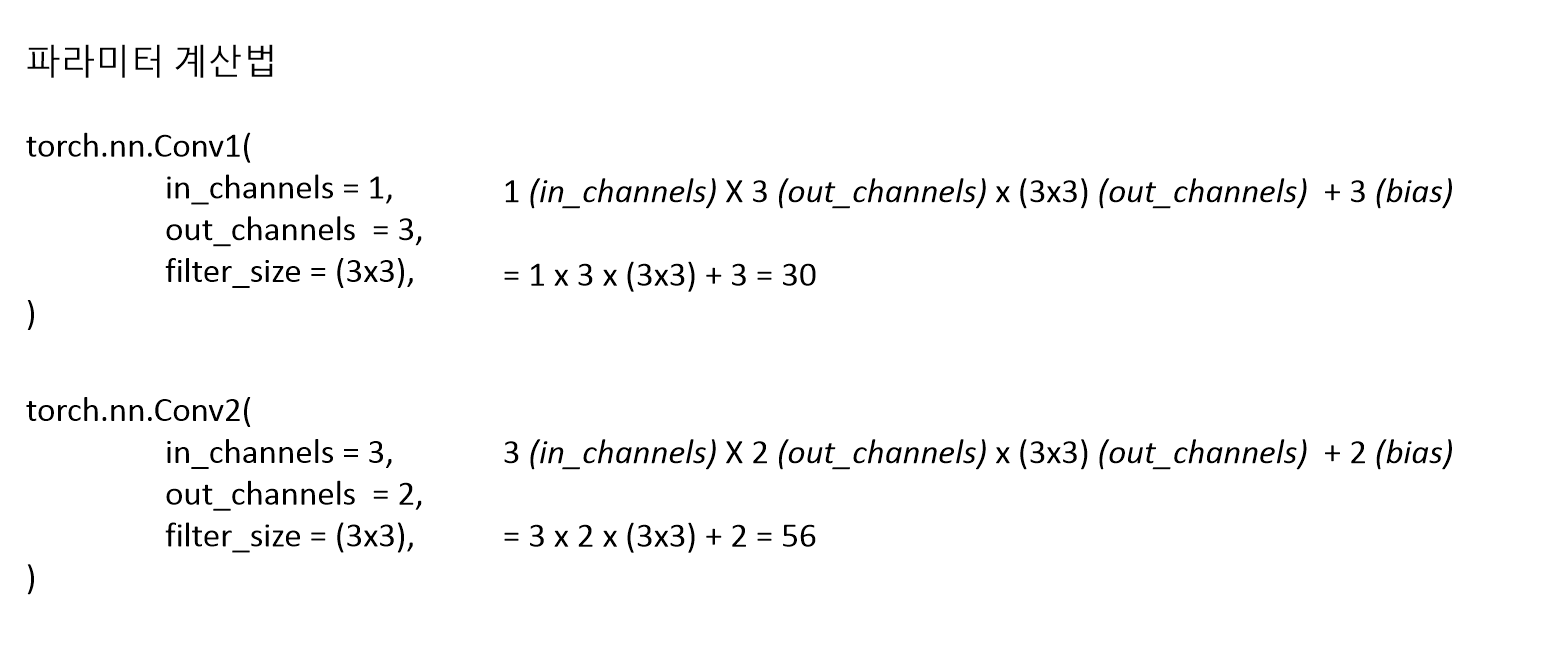 파라미터 계산법
torch.nn.Conv1(
in_channels = 1,
1 (in_channels) X 3 (out_channels) x (3x3) (out_channels) + 3 (bias)
out_channels = 3,
filter_size = (3x3),
= 1 x 3 x (3x3) + 3 = 30
)
torch.nn.Conv2(
in_channels = 3,
3 (in_channels) X 2 (out_channels) x (3x3) (out_channels) + 2 (bias)
out_channels = 2,
filter_size = (3x3),
= 3 x 2 x (3x3) + 2 = 56
)